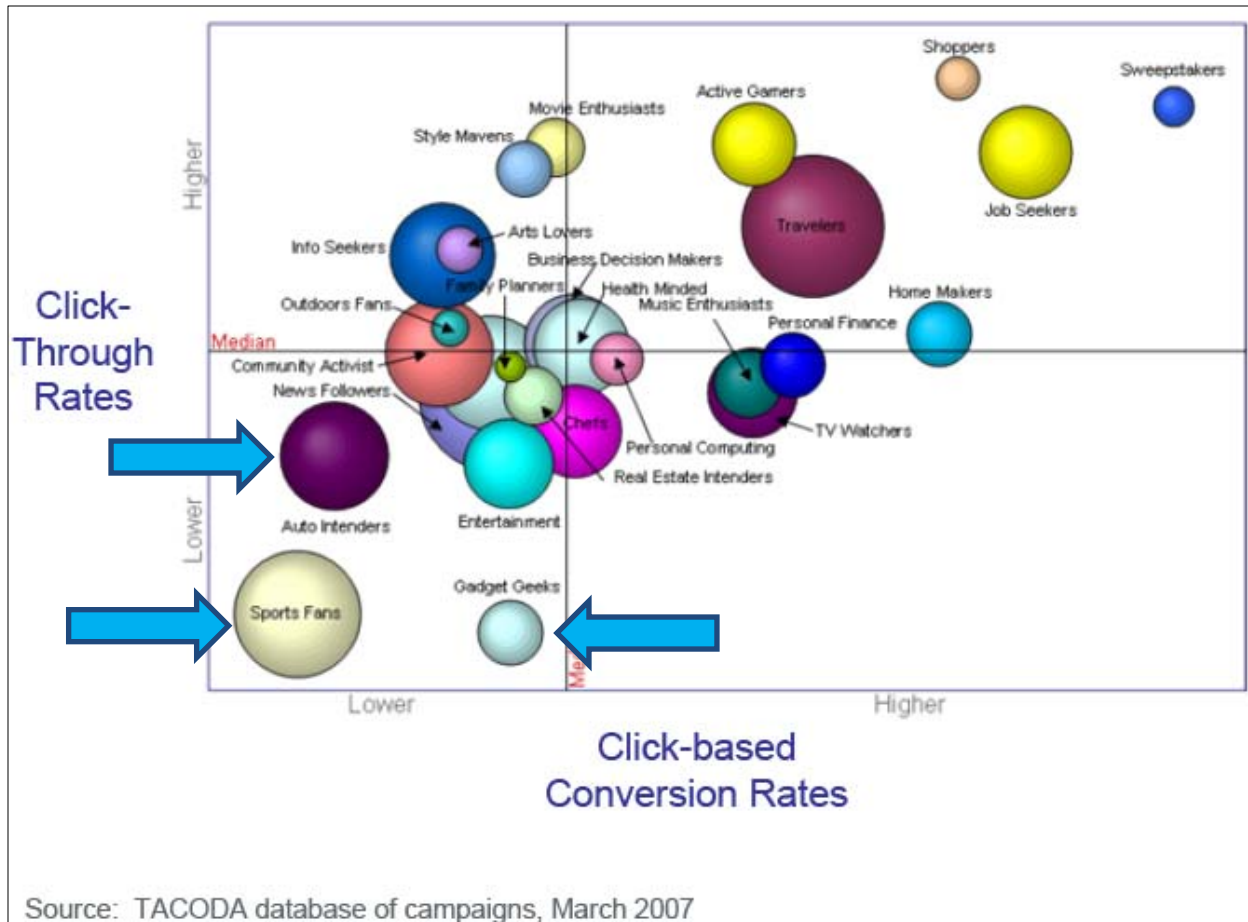 Shoppers
Sweepstakers
Active Gamers
Movie Enthusiasts
Style Mavens
Higher
Job Seekers
Travelers
Arts Lovers
Info Seekers
Business Decision Makers
Family Planners
Health Minded
Outdoors Fans
Music Enthusiasts
Home Makers
Personal Finance
Click-
Through
Rates
Median
Community Activist
News Followers
Chefs
TV Watchers
Personal Computing
Real Estate Intenders
Lower
Auto Intenders
Entertainment
Gadget Geeks
Sports Fans
Lower
Higher
Click-based
Conversion Rates
Source: TACODA database of campaigns, March 2007